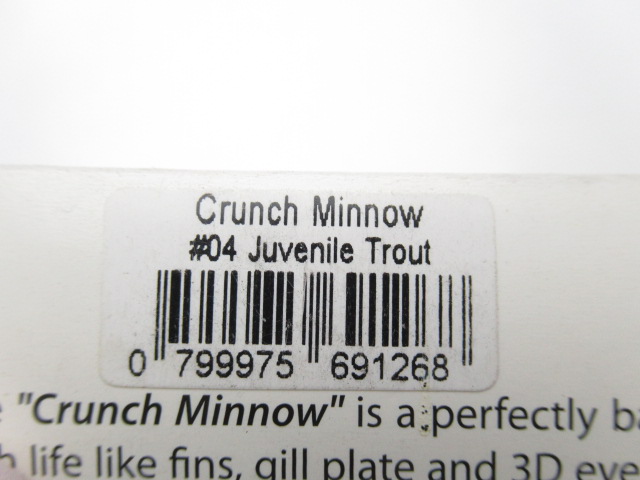 Crunch Minnow
#04 Juvenile Trout
0 799975 691268
"Crunch Minnow" is a perfectly
life like fins, gill plate and 3D